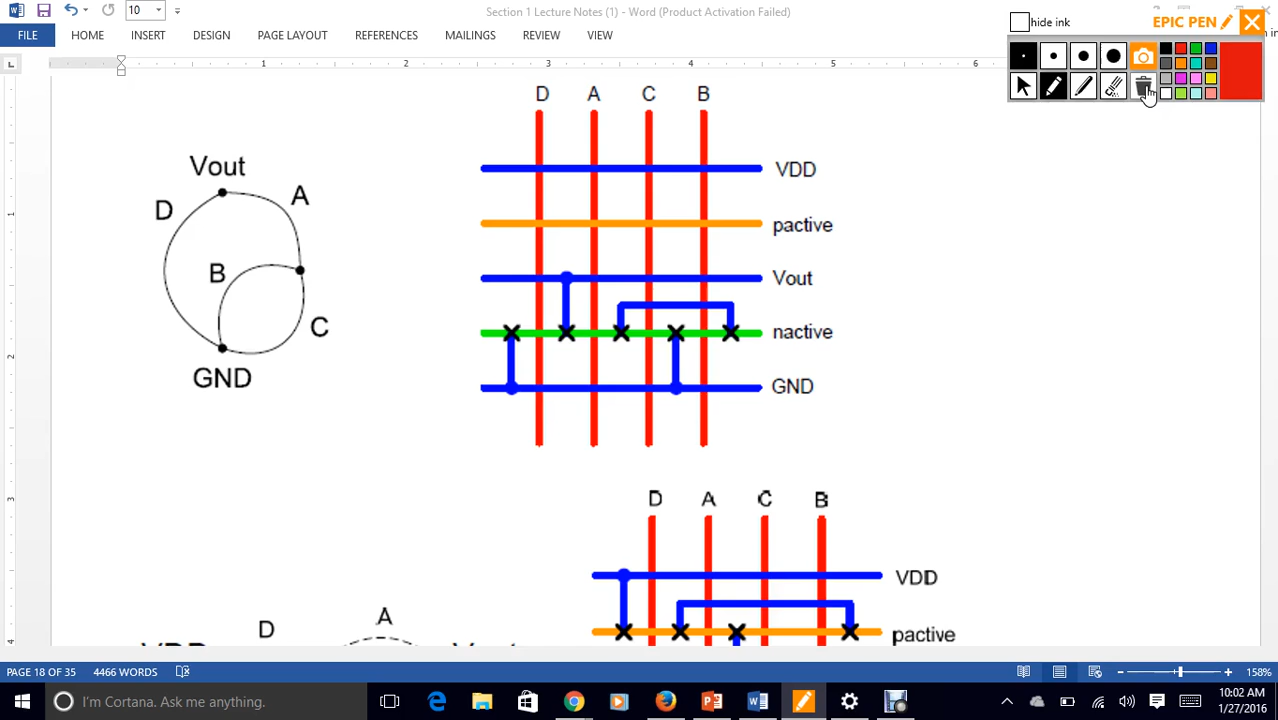 10
Section 1 Lecture Notes (1) - Word (Product Activation Failed)
hide ink
EPIC PEN
FILE HOME INSERT DESIGN PAGE LAYOUT REFERENCES MAILINGS REVIEW VIEW
1 2 3 4 5 6
D A C B
Vout
VDD
A
D
pactive
B
Vout
C
nactive
GND
GND
D A C B
VDD
A
D
pactive
VDD
Vout
PAGE 18 OF 35 4466 WORDS 158%
I'm Cortana. Ask me anything.
10:02 AM
1/27/2016